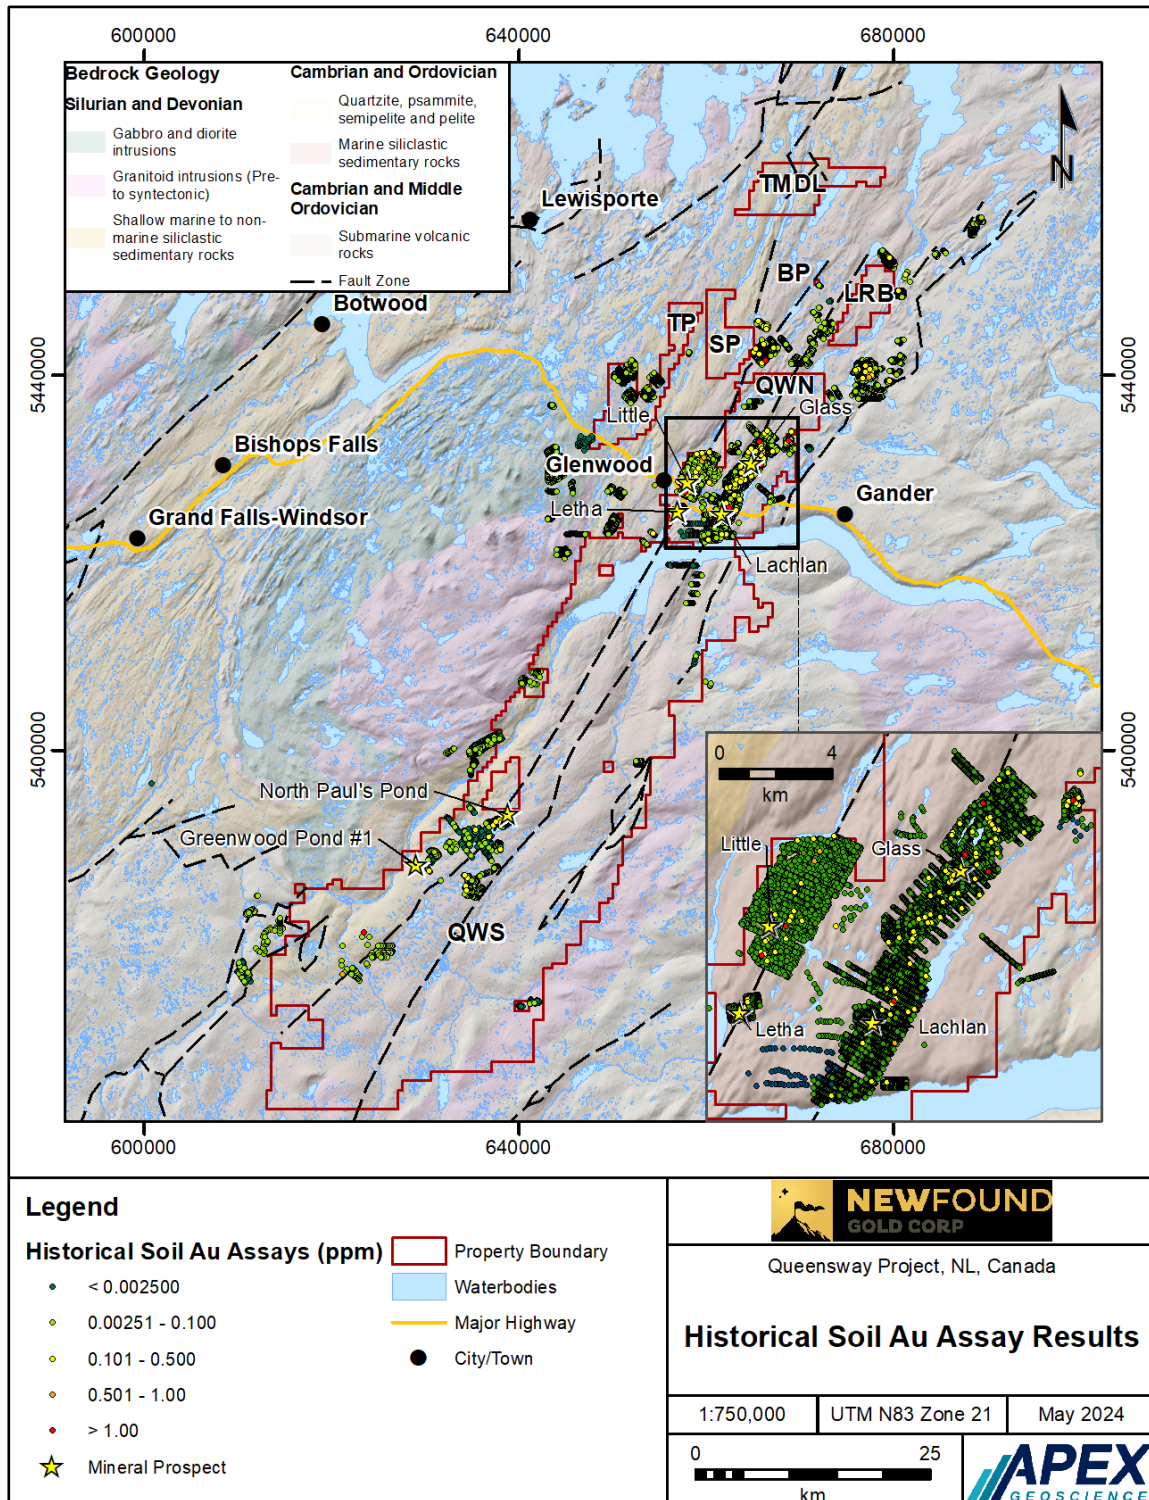 600000
640000
680000
Bedrock Geology
Silurian and Devonian
Gabbro and diorite
intrusions
Granitoid intrusions (Pre-
to syntectonic)
Shallow marine to non-
marine siliclastic
sedimentary rocks
Cambrian and Ordovician
Quartzite, psammite,
semipelite and pelite
Marine siliclastic
sedimentary rocks
Cambrian and Middle
Ordovician
Submarine volcanic
rocks
Fault Zone
N
TMDL
Lewisporte
BP
LRB
Botwood
TP
SP
5440000
5440000
QWN
Glass
Little
Bishops Falls
Glenwood
Gander
Letha
Grand Falls-Windsor
Lachlan
5400000
5400000
North Paul's Pond
Greenwood Pond #1
QWS
0
4
km
Little
Glass
Letha
Lachlan
600000
640000
680000
Legend
Historical Soil Au Assays (ppm)
< 0.002500
0.00251 - 0.100
0.101 - 0.500
0.501 - 1.00
> 1.00
Mineral Prospect
Property Boundary
Waterbodies
Major Highway
City/Town
NEWFOUND
GOLD CORP
Queensway Project, NL, Canada
Historical Soil Au Assay Results
1:750,000
UTM N83 Zone 21
May 2024
0
25
km
APEX
GEOSCIENCE